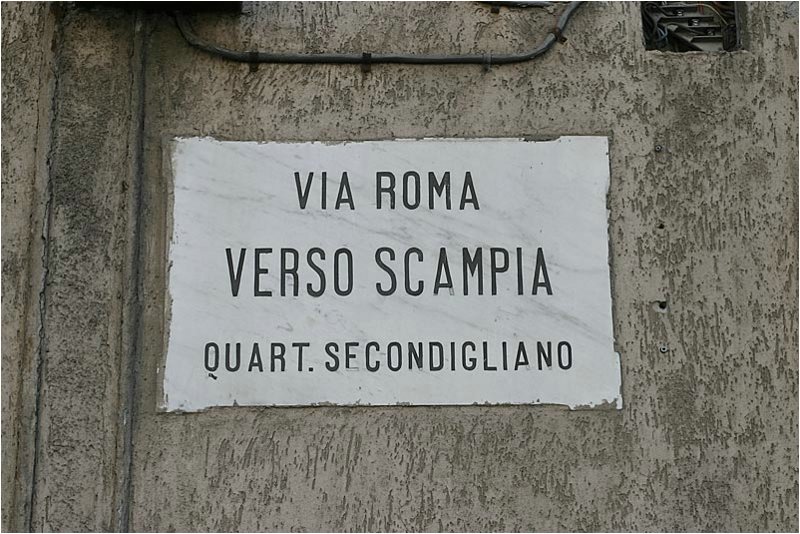 VIA ROMA
VERSO SCAMPIA
QUART. SECONDIGLIANO